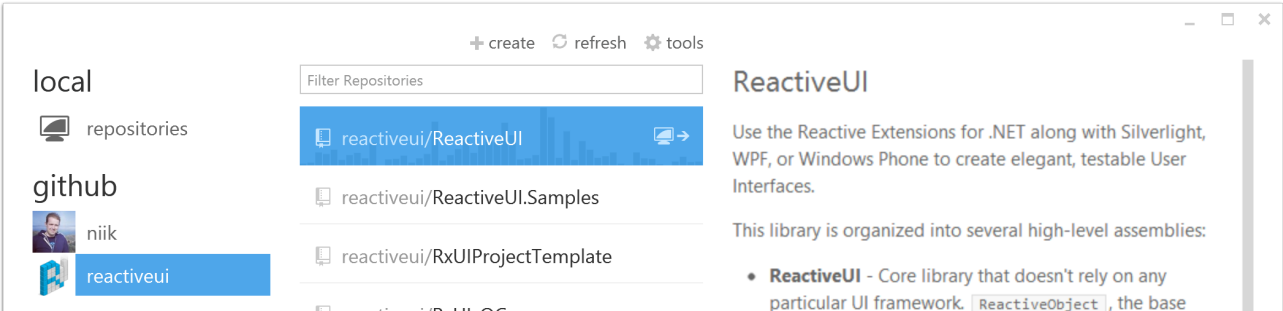 + create refresh tools
local
repositories
github
niik
reactiveui
Filter Repositories
reactiveui/ReactiveUI
reactiveui/ReactiveUI.Samples
reactiveui/RxUIProjectTemplate
ReactiveUI
Use the Reactive Extensions for .NET along with Silverlight,
WPF, or Windows Phone to create elegant, testable User
Interfaces.
This library is organized into several high-level assemblies:
• ReactiveUI - Core library that doesn't rely on any
particular UI framework. ReactiveObject , the base